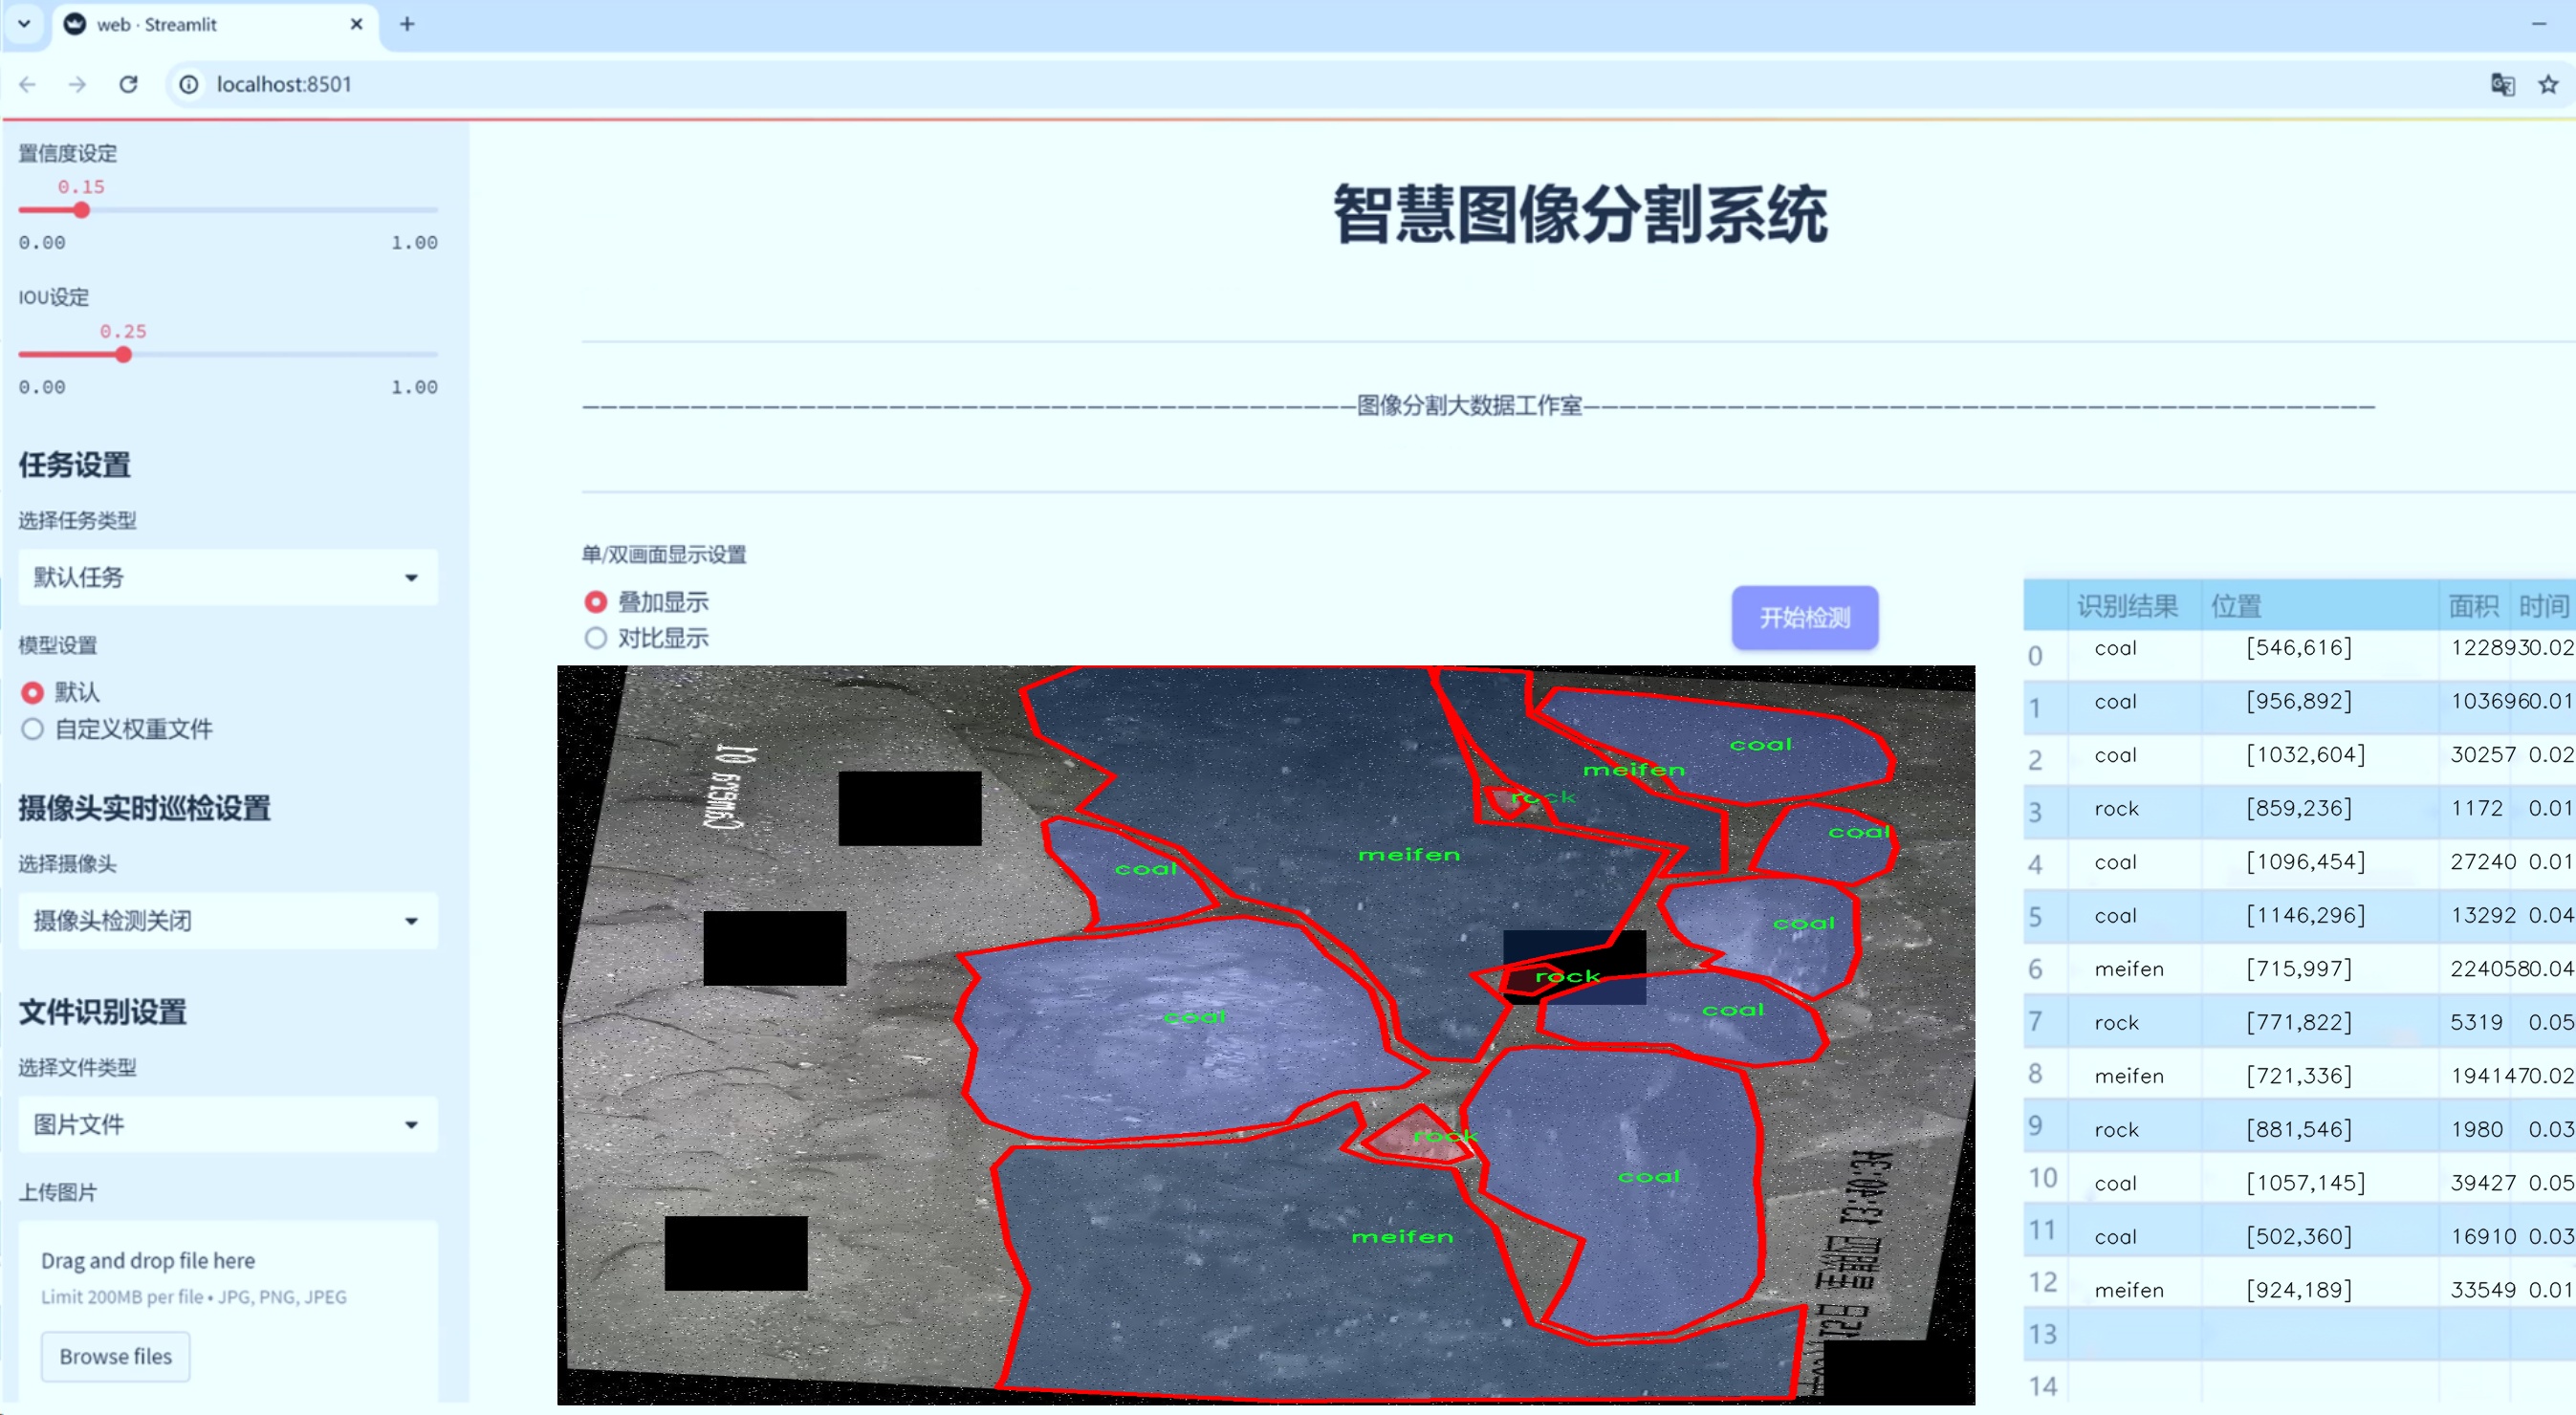 web · Streamlit
localhost:8501
置信度设定
0.15
0.00 1.00
IOU设定
0.25
0.00 1.00
任务设置
选择任务类型
默认任务
模型设置
默认
自定义权重文件
摄像头实时巡检设置
选择摄像头
摄像头检测关闭
文件识别设置
选择文件类型
图片文件
上传图片
Drag and drop file here
Limit 200MB per file • JPG, PNG, JPEG
Browse files
智慧图像分割系统
图像分割大数据工作室
单/双画面显示设置
叠加显示
对比显示
开始检测
coal
meifen
rock
coal
meifen
coal
coal
rock
coal
coal
rock
coal
meifen
识别结果 位置 面积 时间
0 coal [546,616] 122893 0.02
1 coal [956,892] 103696 0.01
2 coal [1032,604] 30257 0.02
3 rock [859,236] 1172 0.01
4 coal [1096,454] 27240 0.01
5 coal [1146,296] 13292 0.04
6 meifen [715,997] 224058 0.04
7 rock [771,822] 5319 0.05
8 meifen [721,336] 194147 0.02
9 rock [881,546] 1980 0.03
10 coal [1057,145] 39427 0.05
11 coal [502,360] 16910 0.03
12 meifen [924,189] 33549 0.01
13
14